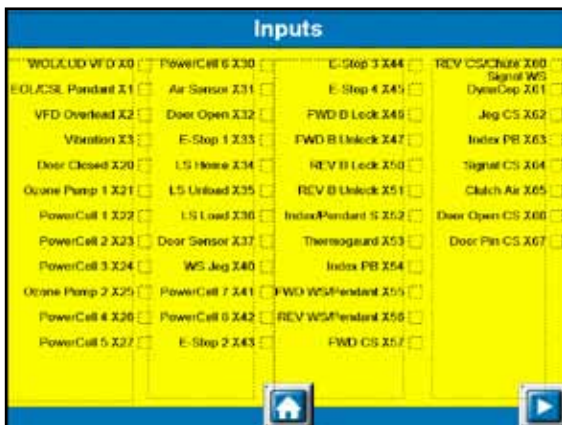 Inputs
WOL/LUD VFD X0
EOL/CSL Pendant X1
VFD Overload X2
Vibration X3
Door Closed X20
Ozone Pump 1 X21
PowerCell 1 X22
PowerCell 2 X23
PowerCell 3 X24
Ozone Pump 2 X25
PowerCell 4 X26
PowerCell 5 X27
PowerCell 6 X30
Air Sensor X31
Door Open X32
E-Stop 1 X33
LS Home X34
LS Unload X35
LS Load X36
Door Sensor X37
WS Jog X40
PowerCell 7 X41
PowerCell 8 X42
E-Stop 2 X43
E-Stop 3 X44
E-Stop 4 X45
FWD B Lock X46
FWD B Unlock X47
REV B Lock X50
REV B Unlock X51
Index/Pendant S X52
Thermogaurd X53
Index PB X54
FWD WS/Pendant X55
REV WS/Pendant X56
FWD CS X57
REV CS/Chute X60
Signal WS
X61
Jog CS X62
Index PB X63
Signal CS X64
Clutch Air X65
Door Open CS X66
Door Pin CS X67